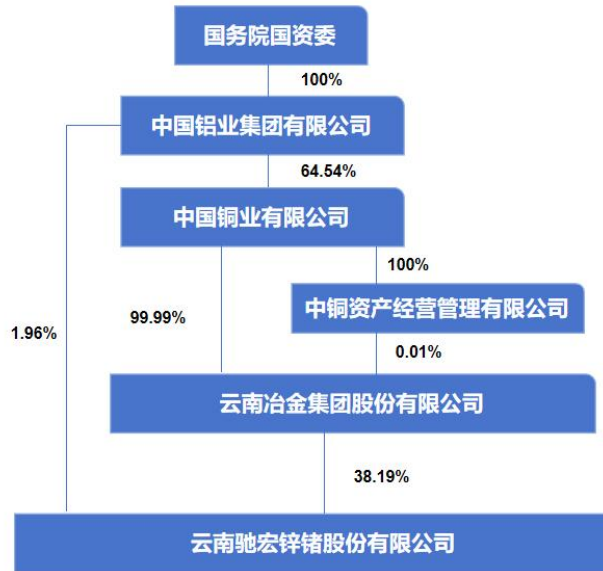 国务院国资委
100%
中国铝业集团有限公司
64.54%
中国铜业有限公司
100%
中铜资产经营管理有限公司
99.99%
1.96%
0.01%
云南冶金集团股份有限公司
38.19%
云南驰宏锌锗股份有限公司